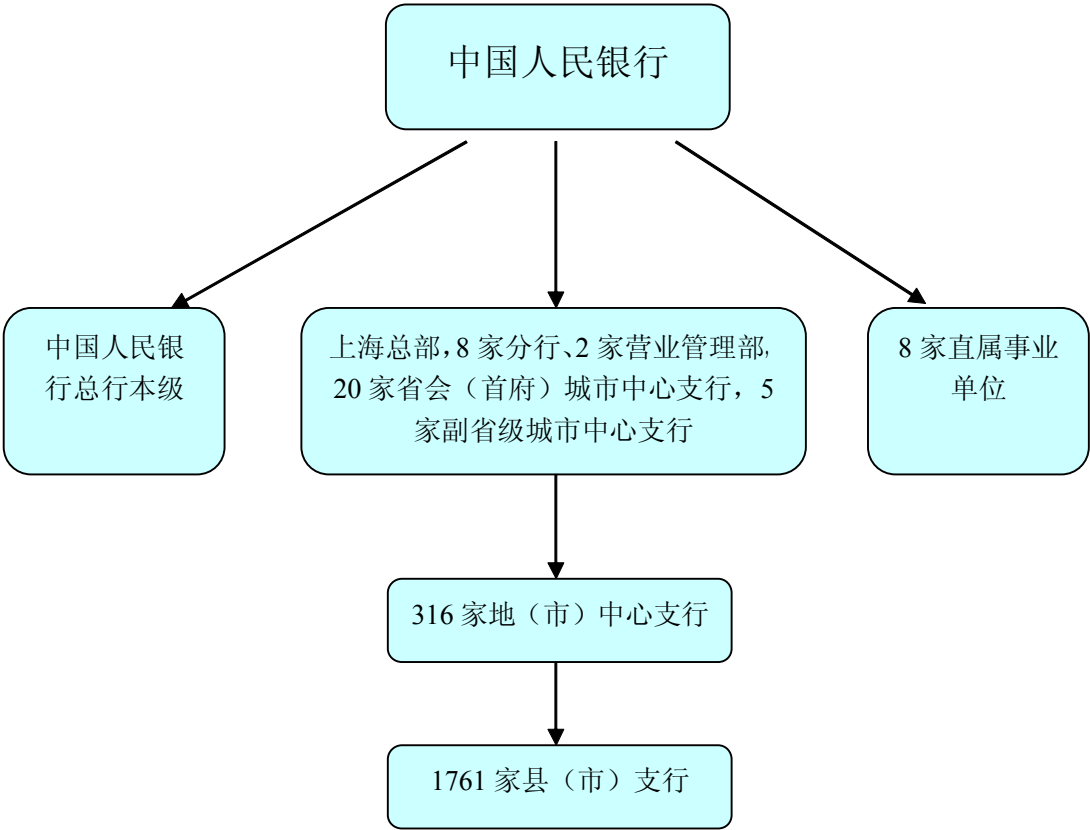 中国人民银行
中国人民银
行总行本级
上海总部，8 家分行、2 家营业管理部，
20 家省会（首府）城市中心支行，5
家副省级城市中心支行
8 家直属事业
单位
316 家地（市）中心支行
1761 家县（市）支行